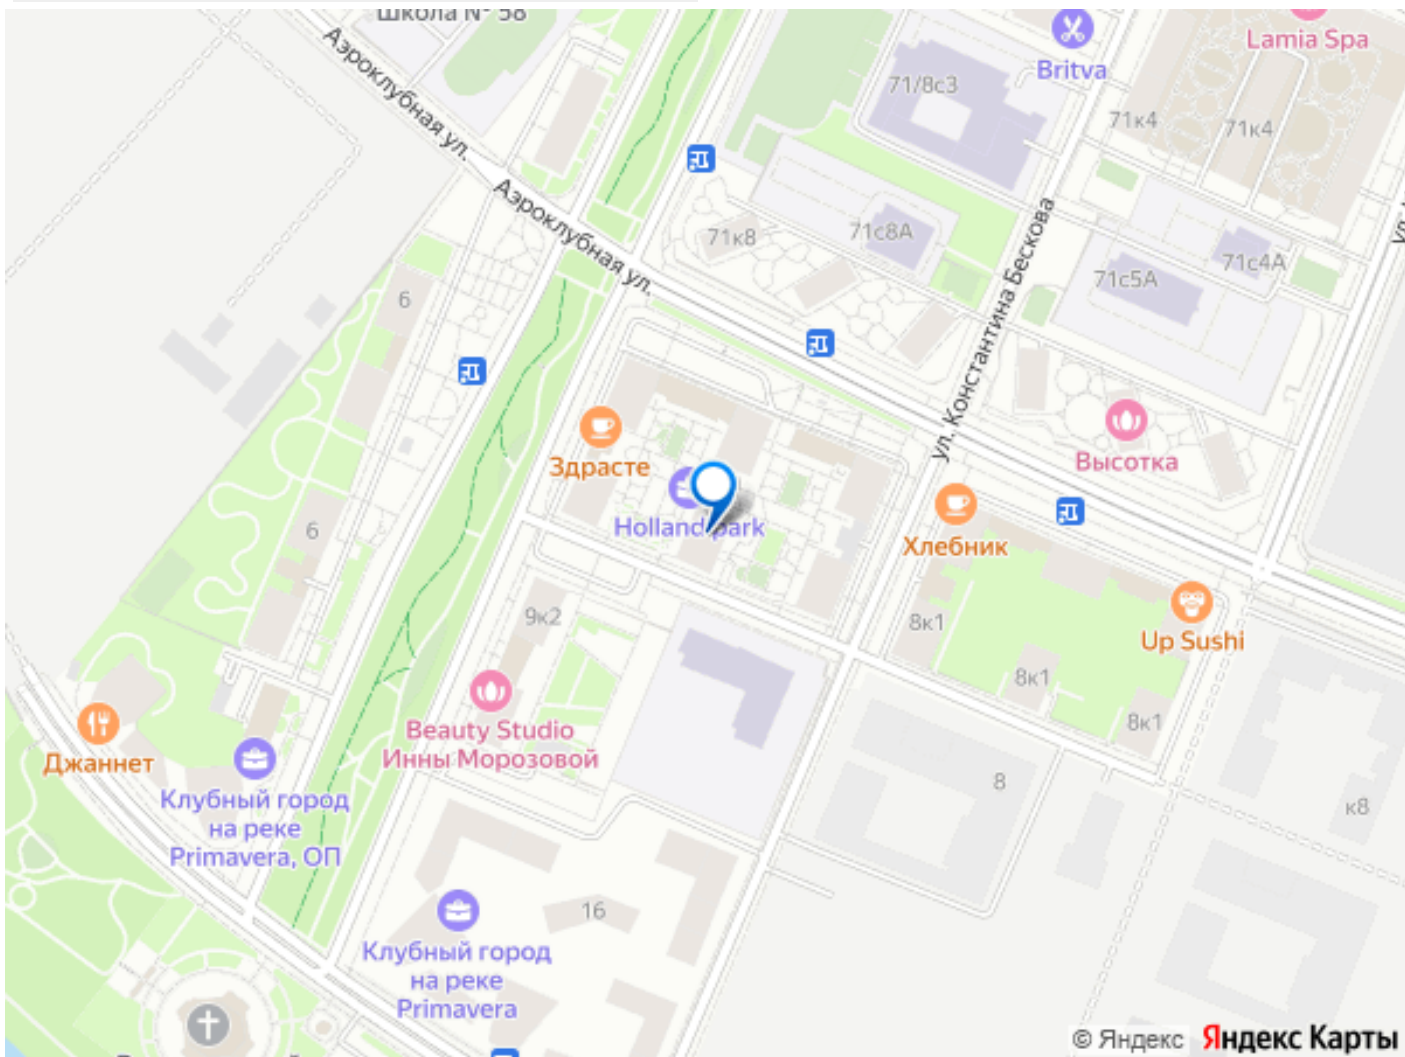 Школа № 58
Lamia Spa
Britva
Аэроклубная ул.
71/8с3
71к4
71к4
Аэроклубная ул.
71к8
71с8А
71с4А
71с5А
ул. Константина Бескова
6
Высотка
Здрасте
Holland park
Хлебник
6
9к2
8к1
Up Sushi
8к1
8к1
Beauty Studio
Инны Морозовой
Джаннет
Клубный город
на реке
Primavera, ОП
8
к8
16
Клубный город
на реке
Primavera
© Яндекс Яндекс Карты